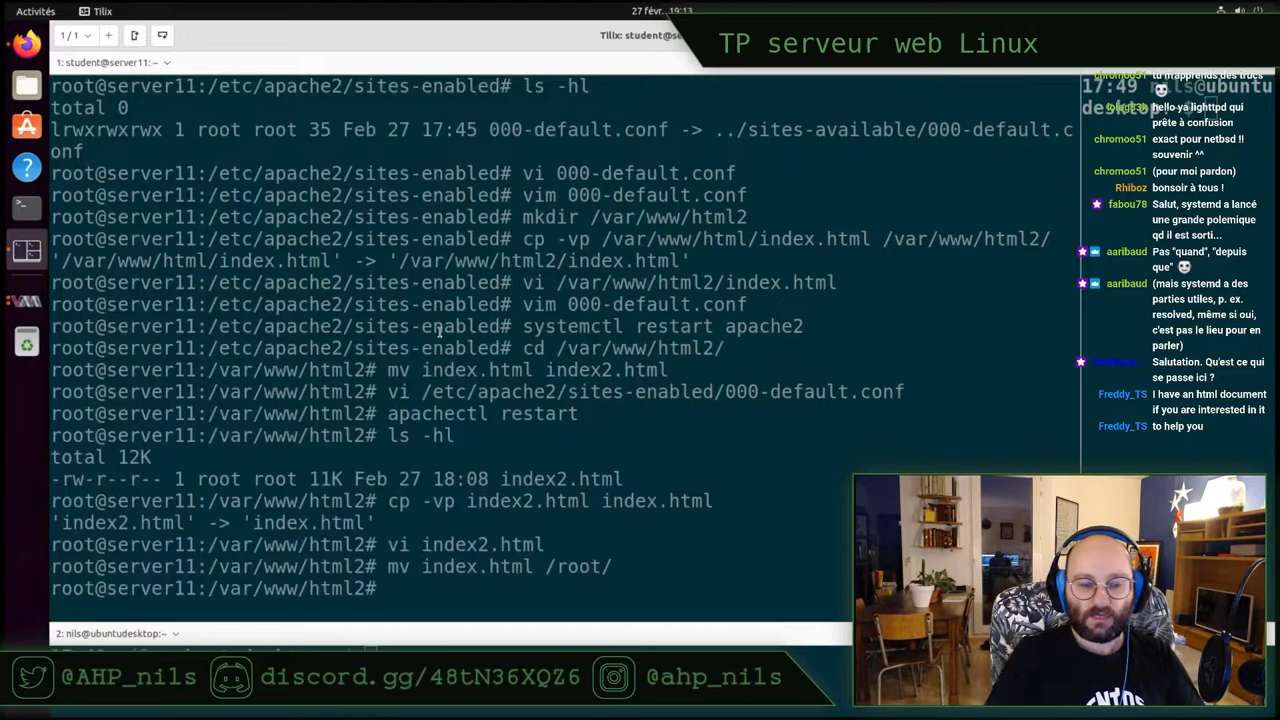 Activités
Tilix
27 févr. 19:13
1 / 1
Tilix: student@se
TP serveur web Linux
1: student@server11: ~
root@server11:/etc/apache2/sites-enabled# ls -hl
total 0
lrwxrwxrwx 1 root root 35 Feb 27 17:45 000-default.conf -> ../sites-available/000-default.c
onf
root@server11:/etc/apache2/sites-enabled# vi 000-default.conf
root@server11:/etc/apache2/sites-enabled# vim 000-default.conf
root@server11:/etc/apache2/sites-enabled# mkdir /var/www/html2
root@server11:/etc/apache2/sites-enabled# cp -vp /var/www/html/index.html /var/www/html2/
'/var/www/html/index.html' -> '/var/www/html2/index.html'
root@server11:/etc/apache2/sites-enabled# vi /var/www/html2/index.html
root@server11:/etc/apache2/sites-enabled# vim 000-default.conf
root@server11:/etc/apache2/sites-enabled# systemctl restart apache2
root@server11:/etc/apache2/sites-enabled# cd /var/www/html2/
root@server11:/var/www/html2# mv index.html index2.html
root@server11:/var/www/html2# vi /etc/apache2/sites-enabled/000-default.conf
root@server11:/var/www/html2# apachectl restart
root@server11:/var/www/html2# ls -hl
total 12K
-rw-r--r-- 1 root root 11K Feb 27 18:08 index2.html
root@server11:/var/www/html2# cp -vp index2.html index.html
'index2.html' -> 'index.html'
root@server11:/var/www/html2# vi index2.html
root@server11:/var/www/html2# mv index.html /root/
root@server11:/var/www/html2#
2: nils@ubuntudesktop:~
17:49 nils@ubuntu
desktop
chromoo51 tu m'apprends des trucs
hello ya lighttpd qui
prête à confusion
chromoo51 exact pour netbsd !!
souvenir ^^
chromoo51 (pour moi pardon)
Rhiboz bonsoir à tous !
fabou78 Salut, systemd a lancé
une grande polemique
qd il est sorti...
aaribaud Pas "quand", "depuis
que"
aaribaud (mais systemd a des
parties utiles, p. ex.
resolved, même si oui,
c'est pas le lieu pour en
parler)
Salutation. Qu'est ce qui
se passe ici ?
Freddy_TS I have an html document
if you are interested in it
Freddy_TS to help you
@AHP_nils
discord.gg/48tN36XQZ6
@ahp_nils